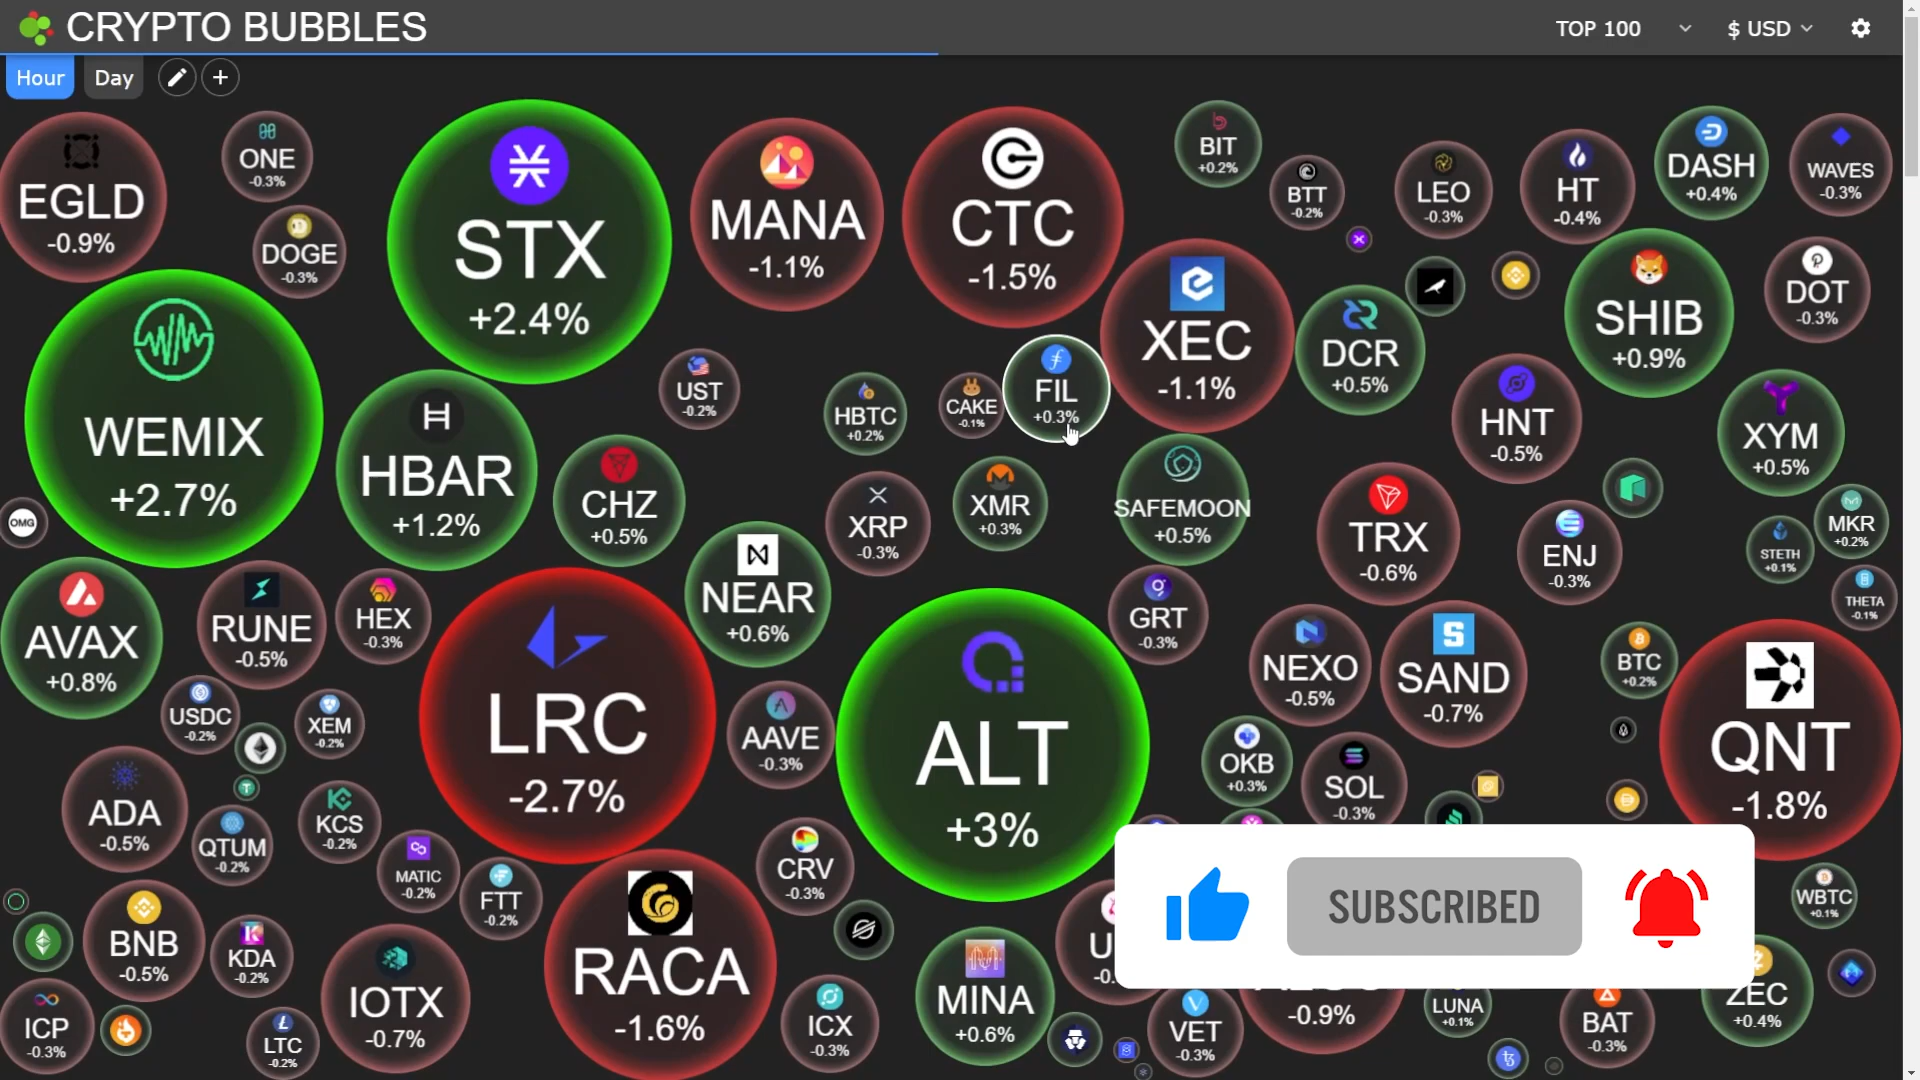 CRYPTO BUBBLES
TOP 100
$ USD
Hour
Day
EGLD
-0.9%
ONE
-0.3%
DOGE
-0.3%
STX
+2.4%
MANA
-1.1%
CTC
-1.5%
BIT
+0.2%
BTT
-0.2%
LEO
-0.3%
HT
-0.4%
DASH
+0.4%
WAVES
-0.3%
WEMIX
+2.7%
HBAR
+1.2%
UST
-0.2%
HBTC
+0.2%
CAKE
-0.1%
FIL
+0.3%
XEC
-1.1%
DCR
+0.5%
SHIB
+0.9%
DOT
-0.3%
HNT
-0.5%
XYM
+0.5%
OMG
CHZ
+0.5%
XRP
-0.3%
XMR
+0.3%
SAFEMOON
+0.5%
TRX
-0.6%
ENJ
-0.3%
STETH
+0.1%
MKR
+0.2%
THETA
-0.1%
AVAX
+0.8%
RUNE
-0.5%
HEX
-0.3%
NEAR
+0.6%
GRT
-0.3%
NEXO
-0.5%
SAND
-0.7%
BTC
+0.2%
QNT
-1.8%
USDC
-0.2%
XEM
-0.2%
LRC
-2.7%
AAVE
-0.3%
ALT
+3%
OKB
+0.3%
SOL
-0.3%
ADA
-0.5%
QTUM
-0.2%
KCS
-0.2%
MATIC
-0.2%
FTT
-0.2%
CRV
-0.3%
SUBSCRIBED
WBTC
+0.1%
BNB
-0.5%
KDA
-0.2%
IOTX
-0.7%
RACA
-1.6%
ICX
-0.3%
MINA
+0.6%
VET
-0.3%
-0.9%
LUNA
+0.1%
BAT
-0.3%
ZEC
+0.4%
ICP
-0.3%
LTC
-0.2%